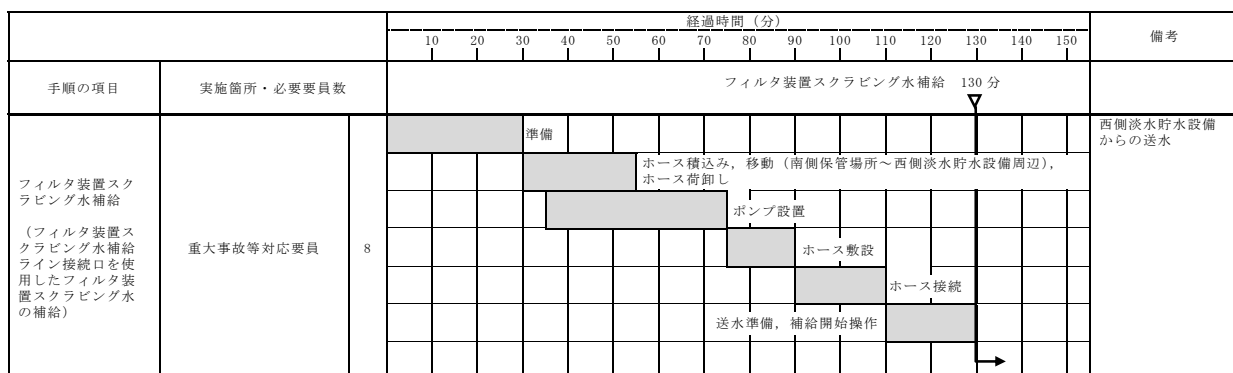 経過時間（分）
備考
10 20 30 40 50 60 70 80 90 100 110 120 130 140 150
手順の項目
実施箇所・必要要員数
フィルタ装置スクラビング水補給 130分
フィルタ装置スク
ラビング水補給
（フィルタ装置ス
クラビング水補給
ライン接続口を使
用したフィルタ装
置スクラビング水
の補給）
重大事故等対応要員
8
準備
ホース積込み，移動（南側保管場所～西側淡水貯水設備周辺），
ホース荷卸し
ポンプ設置
ホース敷設
ホース接続
送水準備，補給開始操作
西側淡水貯水設備
からの送水